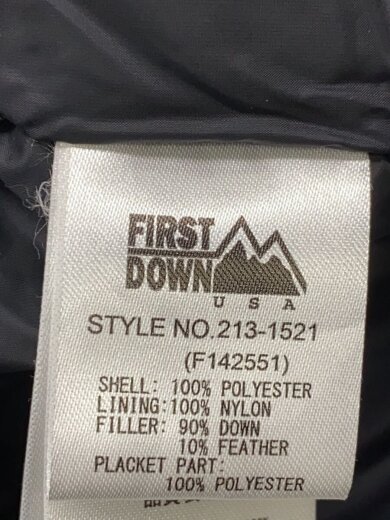 FIRST
DOWN
USA
STYLE NO.213-1521
(F142551)
SHELL: 100% POLYESTER
LINING:100% NYLON
FILLER: 90% DOWN
10% FEATHER
PLACKET PART:
100% POLYESTER